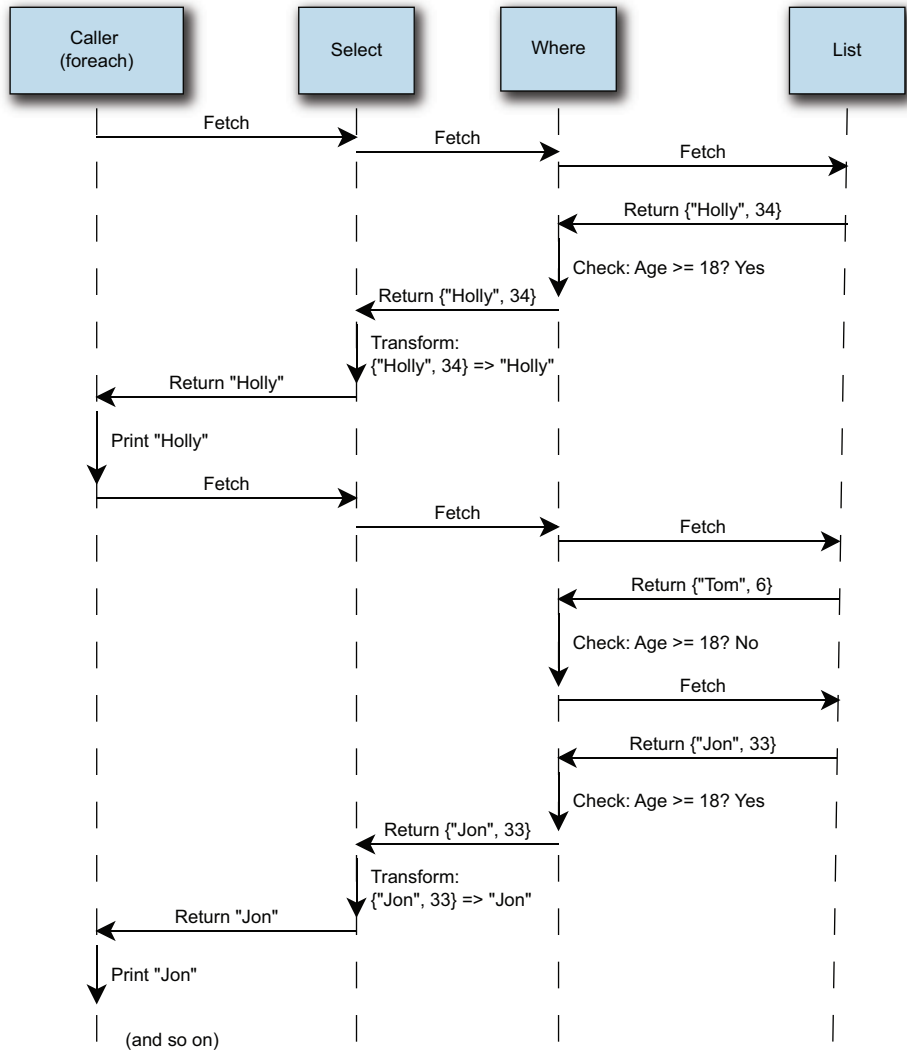 Caller
(foreach)
Select
Where
List
Fetch
Fetch
Fetch
Return {"Holly", 34}
Check: Age >= 18? Yes
Return {"Holly", 34}
Transform:
{"Holly", 34} => "Holly"
Return "Holly"
Print "Holly"
Fetch
Fetch
Fetch
Return {"Tom", 6}
Check: Age >= 18? No
Fetch
Return {"Jon", 33}
Check: Age >= 18? Yes
Return {"Jon", 33}
Transform:
{"Jon", 33} => "Jon"
Return "Jon"
Print "Jon"
(and so on)